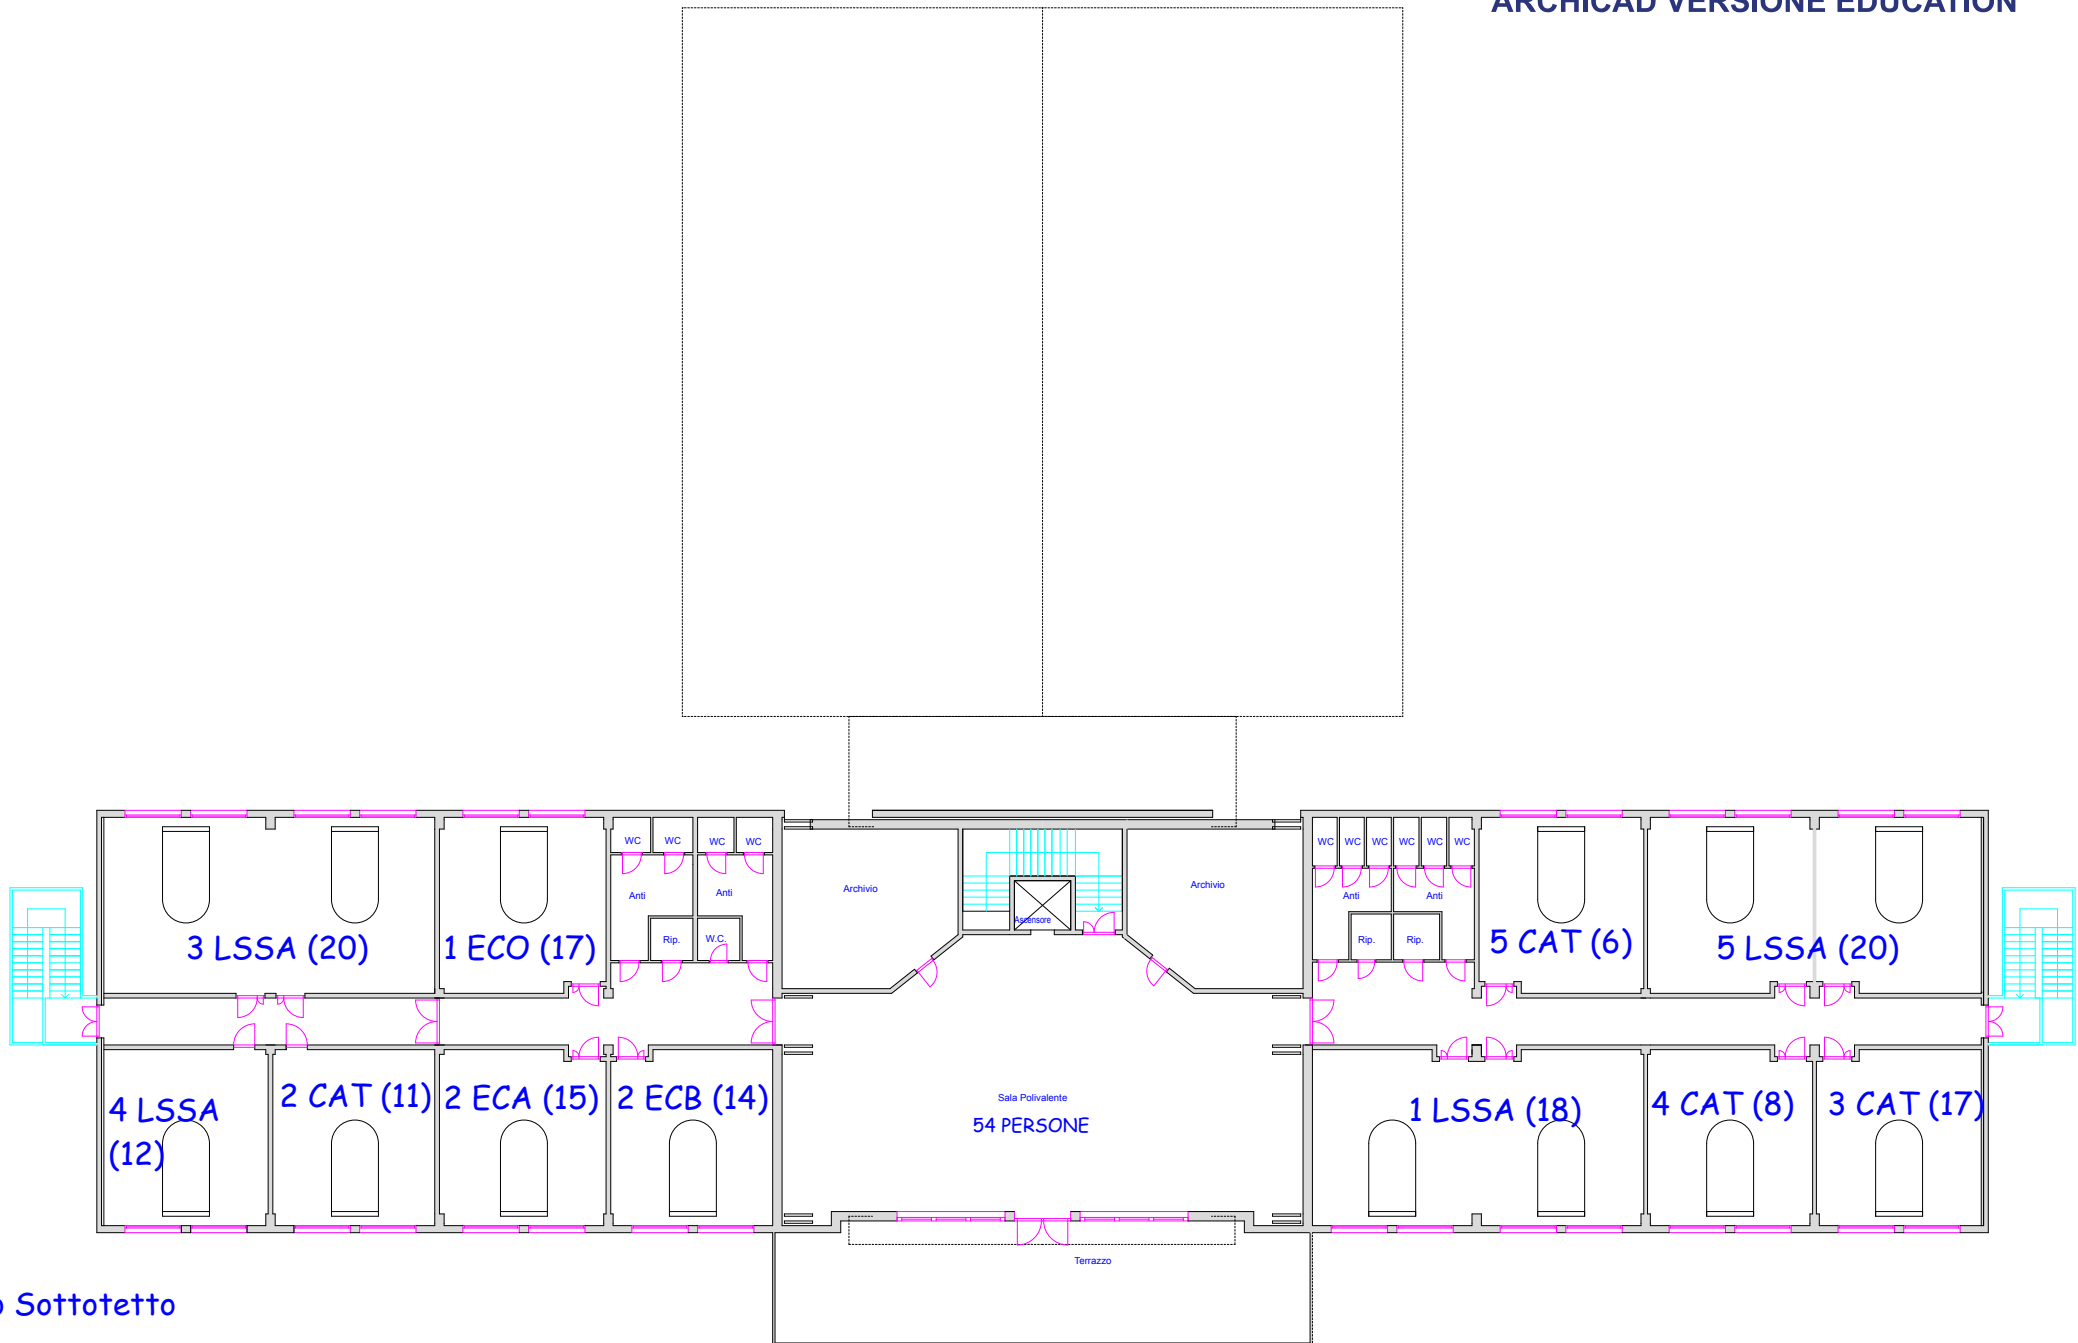 ARCHICAD VERSIONE EDUCATION
WC
WC
WC
WC
WC
WC
WC
WC
WC
WC
Anti
Anti
Archivio
Archivio
Anti
Anti
Ascensore
Rip.
W.C.
Rip.
Rip.
3 LSSA (20)
1 ECO (17)
5 CAT (6)
5 LSSA (20)
4 LSSA
(12)
2 CAT (11)
2 ECA (15)
2 ECB (14)
Sala Polivalente
54 PERSONE
1 LSSA (18)
4 CAT (8)
3 CAT (17)
Terrazzo
Sottotetto